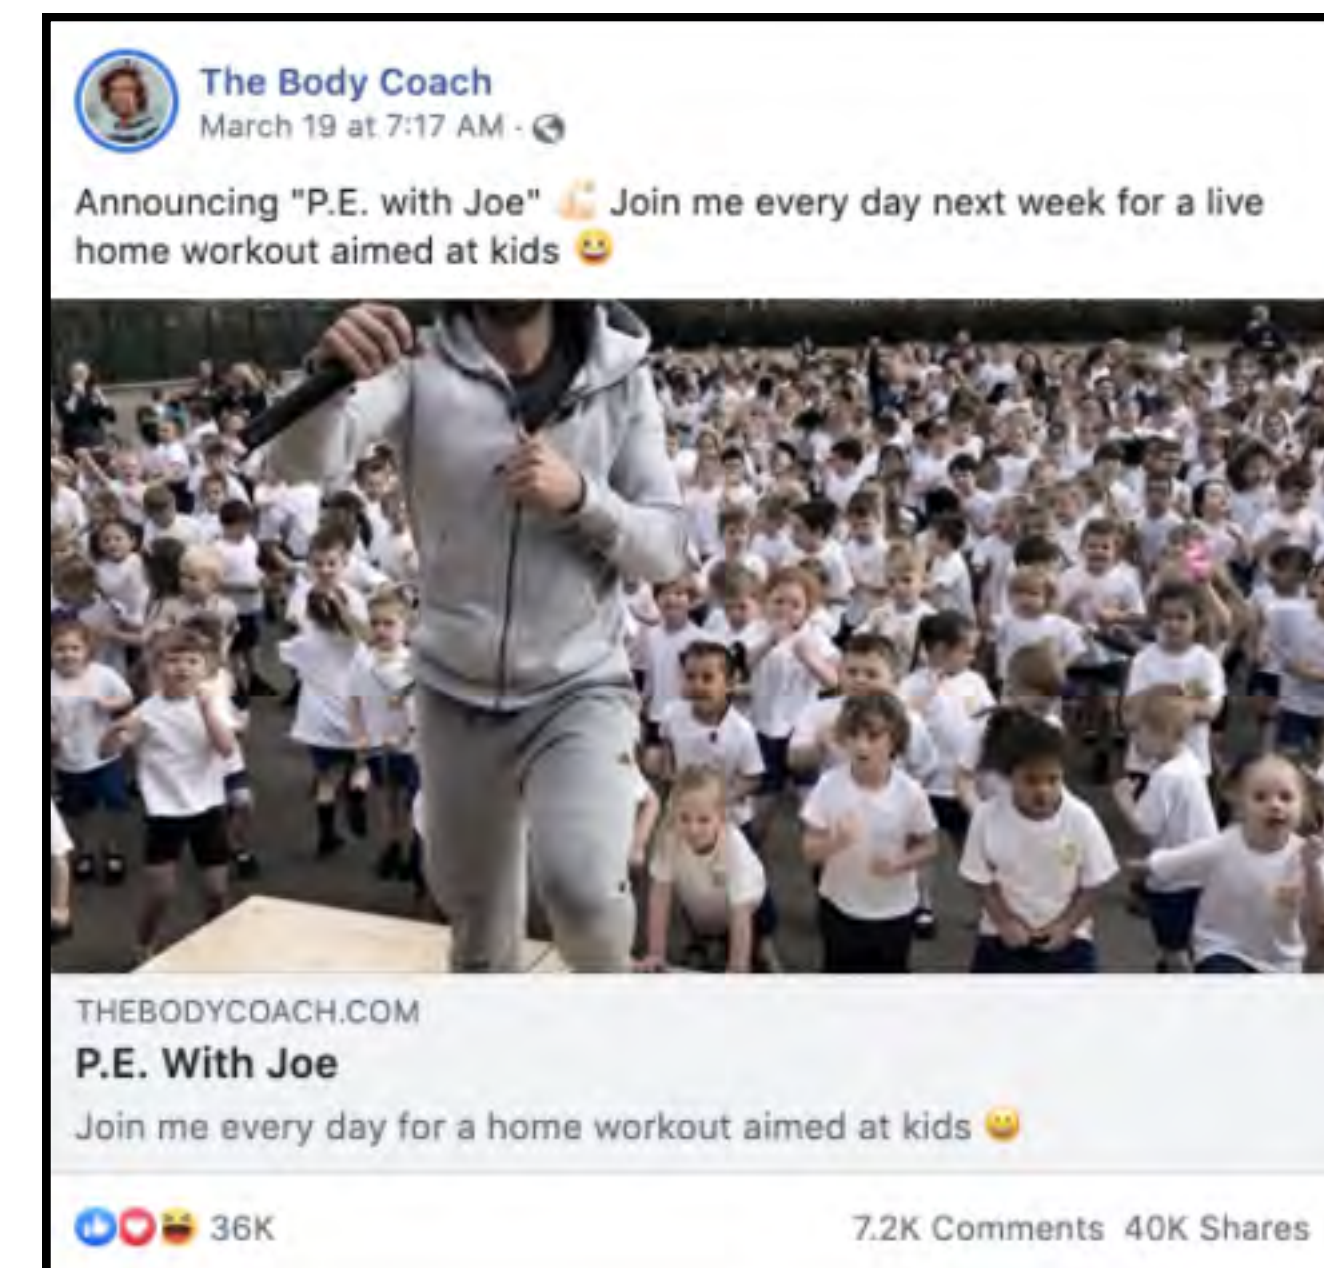 The Body Coach
March 19 at 7:17 AM ·
Announcing "P.E. with Joe" 💪🏻 Join me every day next week for a live
home workout aimed at kids 😀
THEBODYCOACH.COM
P.E. With Joe
Join me every day for a home workout aimed at kids 😀
36K
7.2K Comments 40K Shares